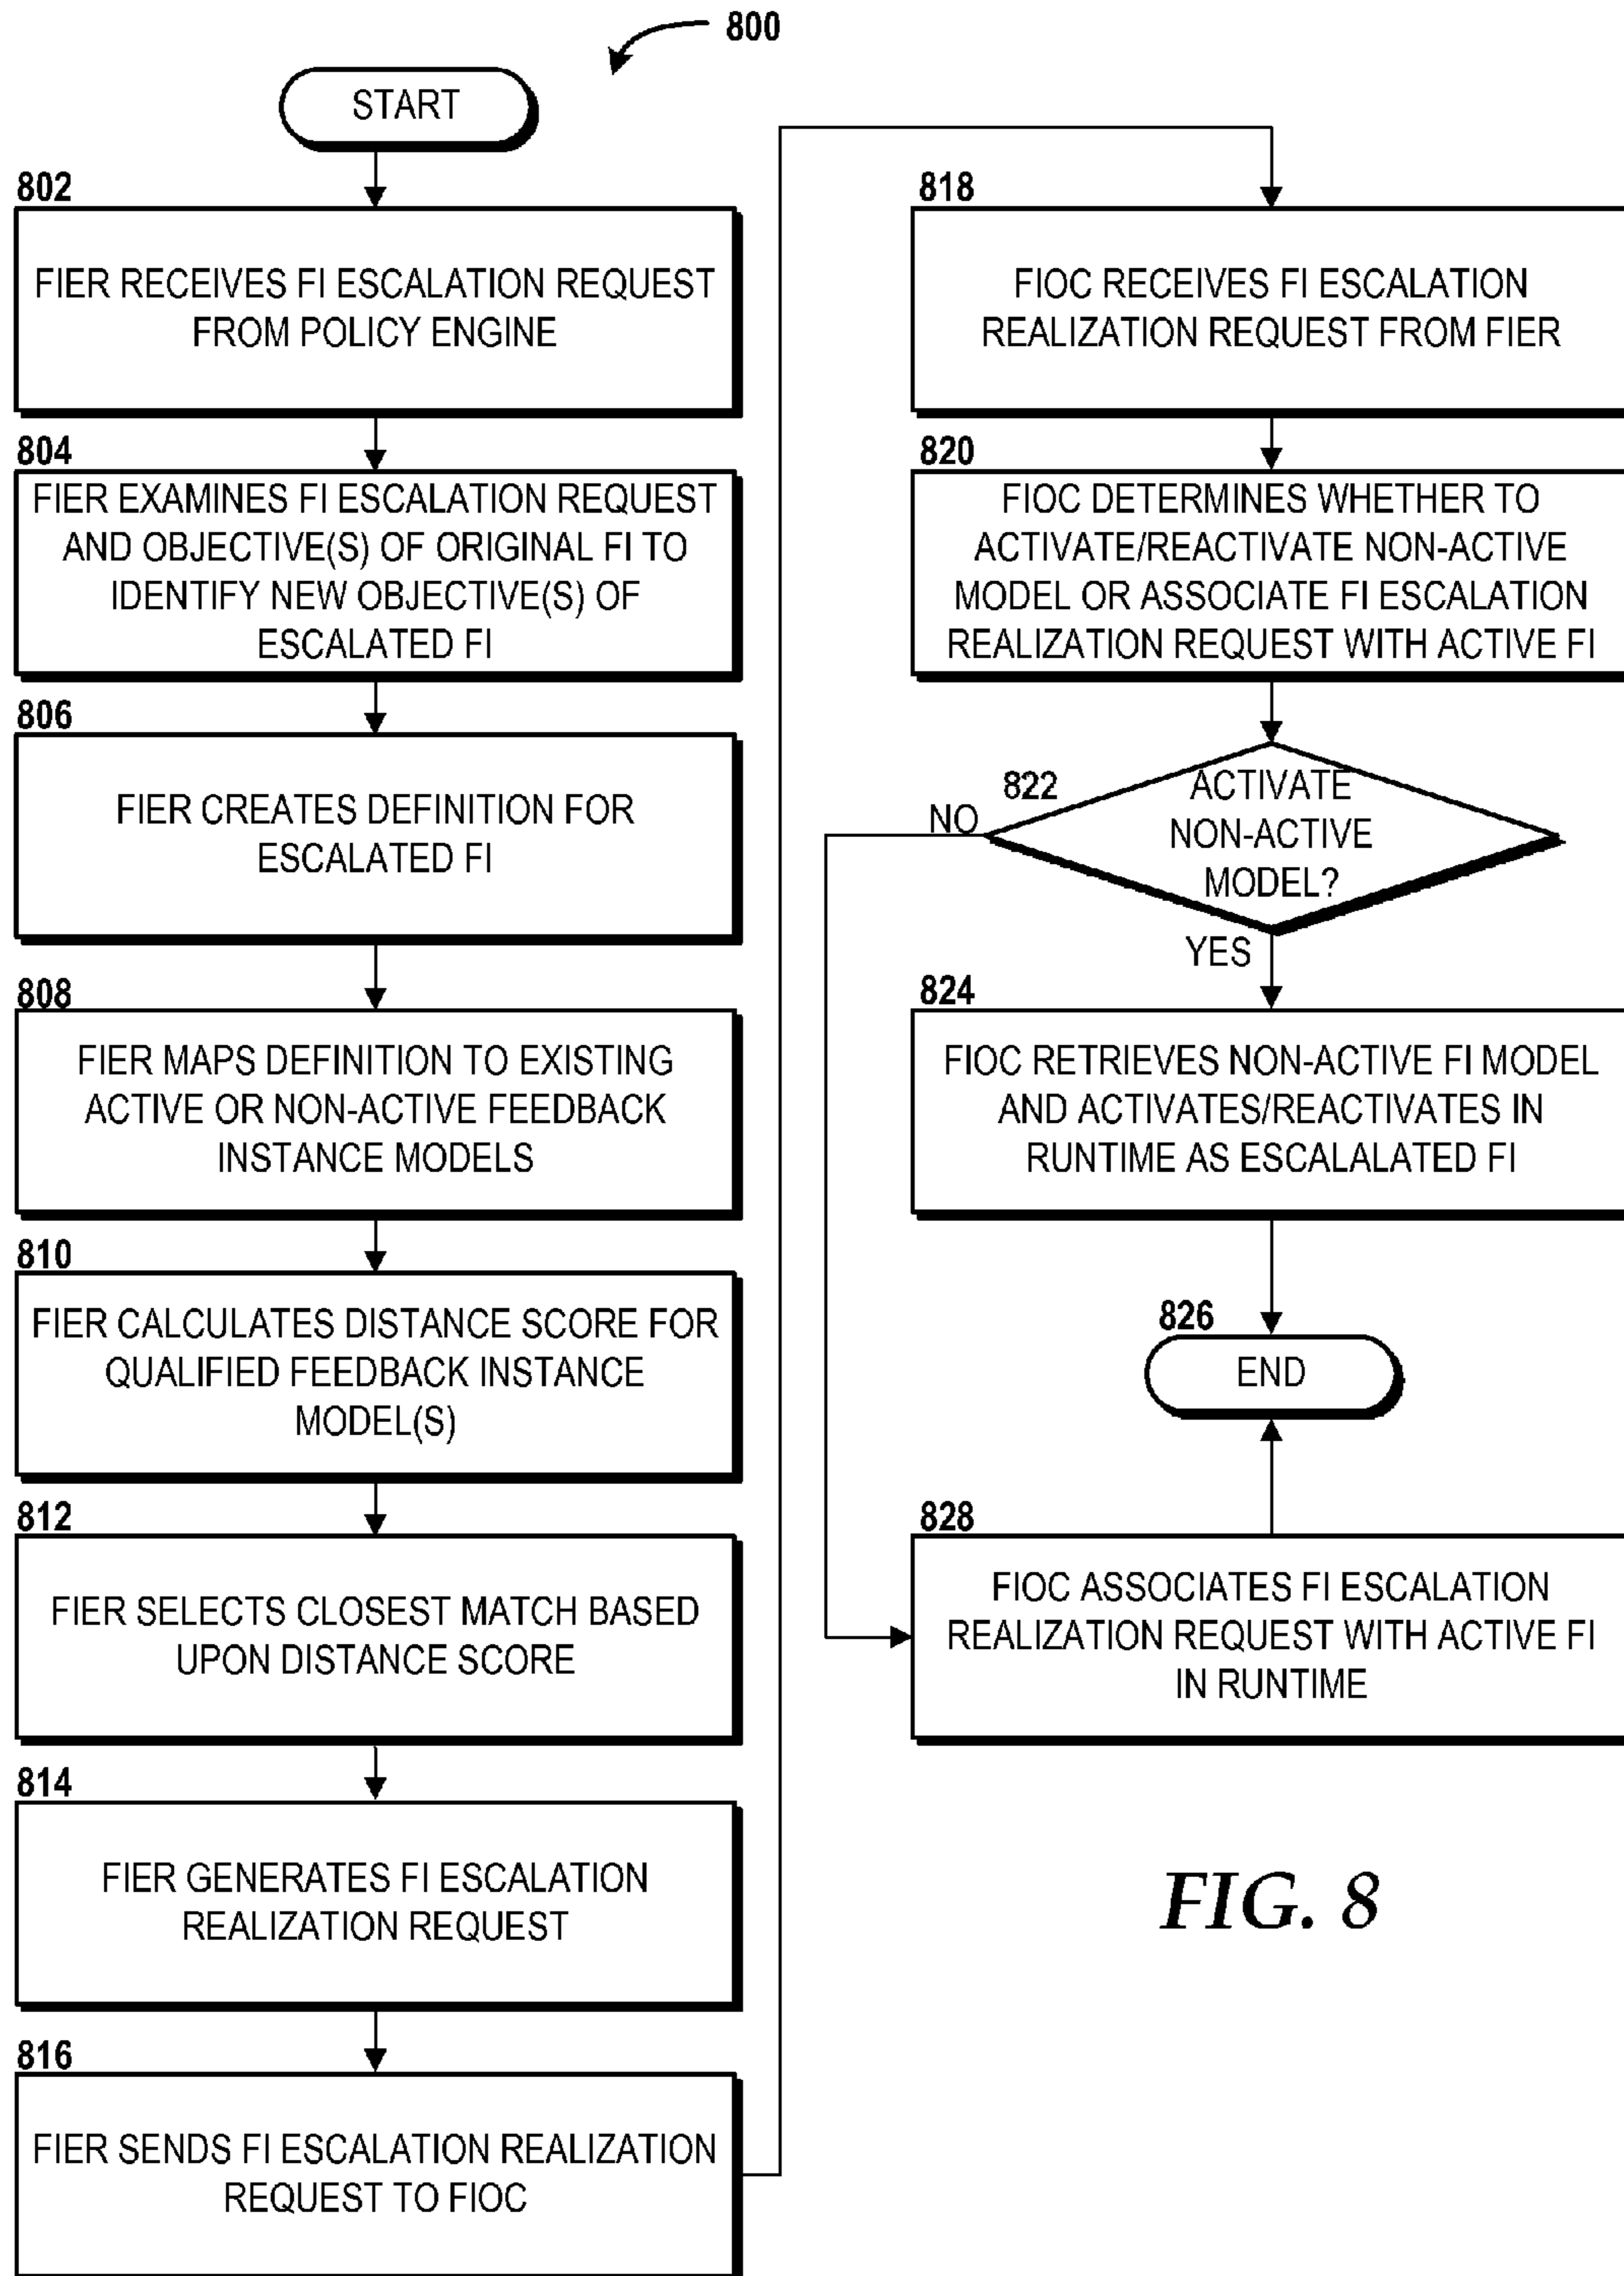 800
START
802
FIER RECEIVES FI ESCALATION REQUEST
FROM POLICY ENGINE
804
FIER EXAMINES FI ESCALATION REQUEST
AND OBJECTIVE(S) OF ORIGINAL FI TO
IDENTIFY NEW OBJECTIVE(S) OF
ESCALATED FI
806
FIER CREATES DEFINITION FOR
ESCALATED FI
808
FIER MAPS DEFINITION TO EXISTING
ACTIVE OR NON-ACTIVE FEEDBACK
INSTANCE MODELS
810
FIER CALCULATES DISTANCE SCORE FOR
QUALIFIED FEEDBACK INSTANCE
MODEL(S)
812
FIER SELECTS CLOSEST MATCH BASED
UPON DISTANCE SCORE
814
FIER GENERATES FI ESCALATION
REALIZATION REQUEST
816
FIER SENDS FI ESCALATION REALIZATION
REQUEST TO FIOC
818
FIOC RECEIVES FI ESCALATION
REALIZATION REQUEST FROM FIER
820
FIOC DETERMINES WHETHER TO
ACTIVATE/REACTIVATE NON-ACTIVE
MODEL OR ASSOCIATE FI ESCALATION
REALIZATION REQUEST WITH ACTIVE FI
822
ACTIVATE
NON-ACTIVE
MODEL?
NO
YES
824
FIOC RETRIEVES NON-ACTIVE FI MODEL
AND ACTIVATES/REACTIVATES IN
RUNTIME AS ESCALALATED FI
826
END
828
FIOC ASSOCIATES FI ESCALATION
REALIZATION REQUEST WITH ACTIVE FI
IN RUNTIME
FIG. 8